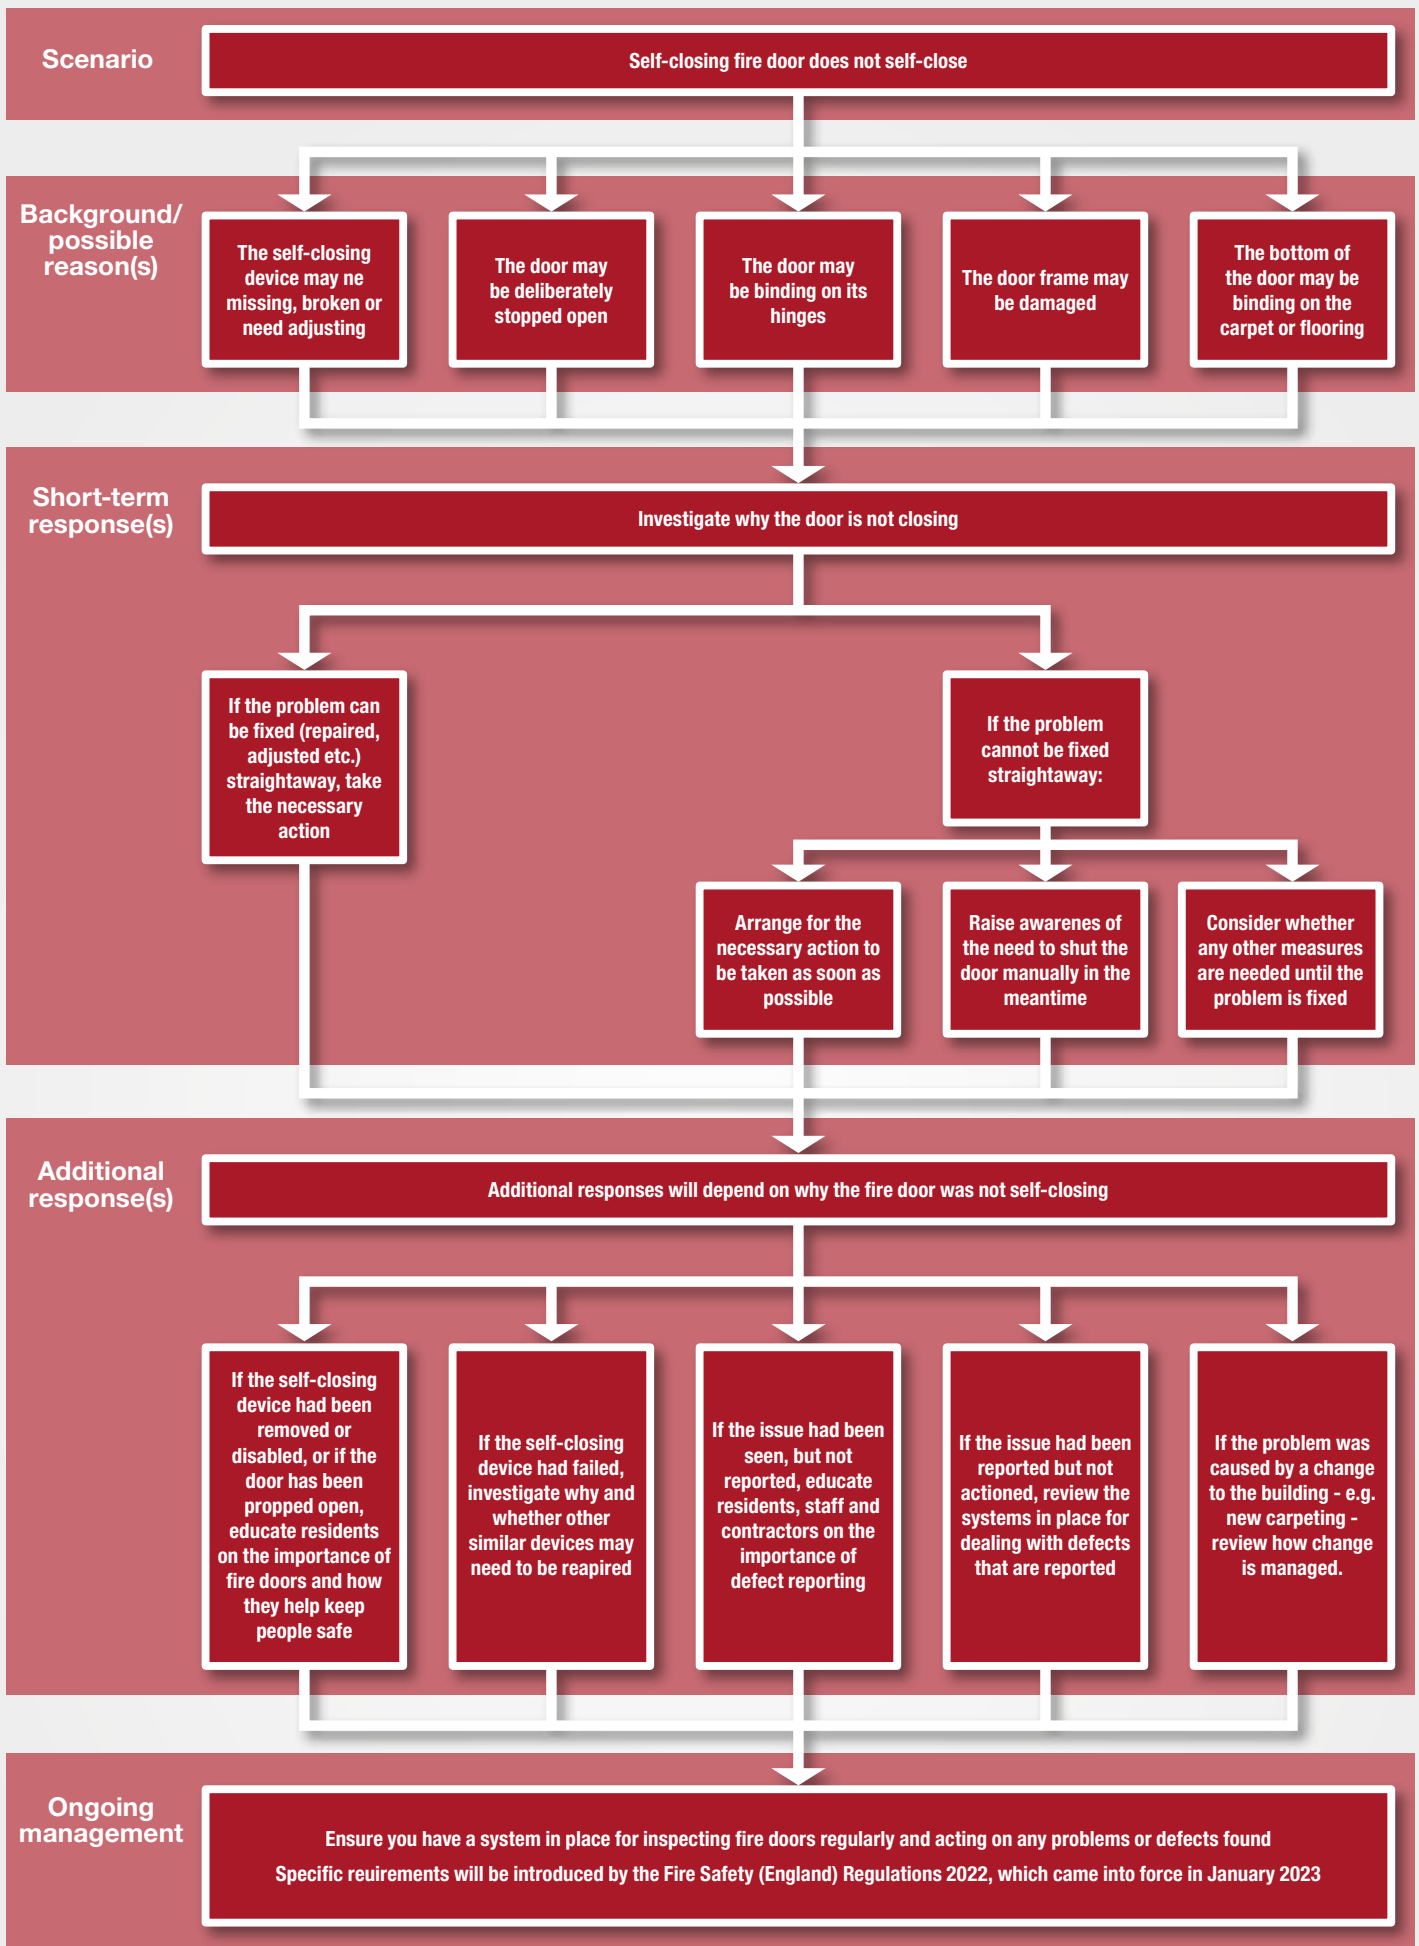 Scenario
Self-closing fire door does not self-close
Background/
possible
reason(s)
The self-closing
device may ne
missing, broken or
need adjusting
The door may
be deliberately
stopped open
The door may
be binding on its
hinges
The door frame may
be damaged
The bottom of
the door may be
binding on the
carpet or flooring
Short-term
response(s)
Investigate why the door is not closing
If the problem can
be fixed (repaired,
adjusted etc.)
straightaway, take
the necessary
action
If the problem
cannot be fixed
straightaway:
Arrange for the
necessary action to
be taken as soon as
possible
Raise awarenes of
the need to shut the
door manually in the
meantime
Consider whether
any other measures
are needed until the
problem is fixed
Additional
response(s)
Additional responses will depend on why the fire door was not self-closing
If the self-closing
device had been
removed or
disabled, or if the
door has been
propped open,
educate residents
on the importance of
fire doors and how
they help keep
people safe
If the self-closing
device had failed,
investigate why and
whether other
similar devices may
need to be reapired
If the issue had been
seen, but not
reported, educate
residents, staff and
contractors on the
importance of
defect reporting
If the issue had been
reported but not
actioned, review the
systems in place for
dealing with defects
that are reported
If the problem was
caused by a change
to the building - e.g.
new carpeting -
review how change
is managed.
Ongoing
management
Ensure you have a system in place for inspecting fire doors regularly and acting on any problems or defects found
Specific reuirements will be introduced by the Fire Safety (England) Regulations 2022, which came into force in January 2023